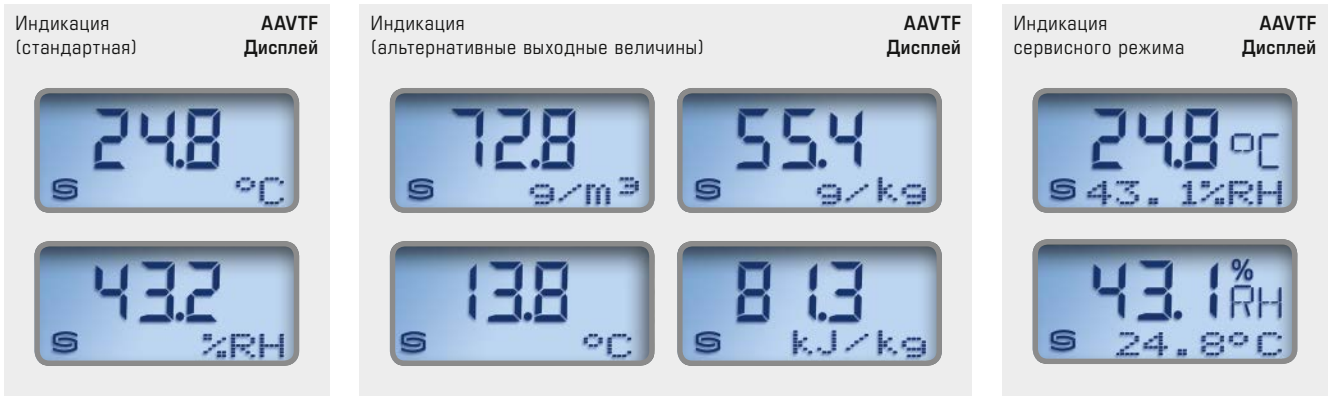 Индикация
(стандартная)
AAVTF
Дисплей
24.8
°C
43.2
%RH
Индикация
(альтернативные выходные величины)
AAVTF
Дисплей
72.8
g/m³
55.4
g/kg
13.8
°C
81.3
kJ/kg
Индикация
сервисного режима
AAVTF
Дисплей
24.8 °C
43.1%RH
43.1 % RH
24.8°C